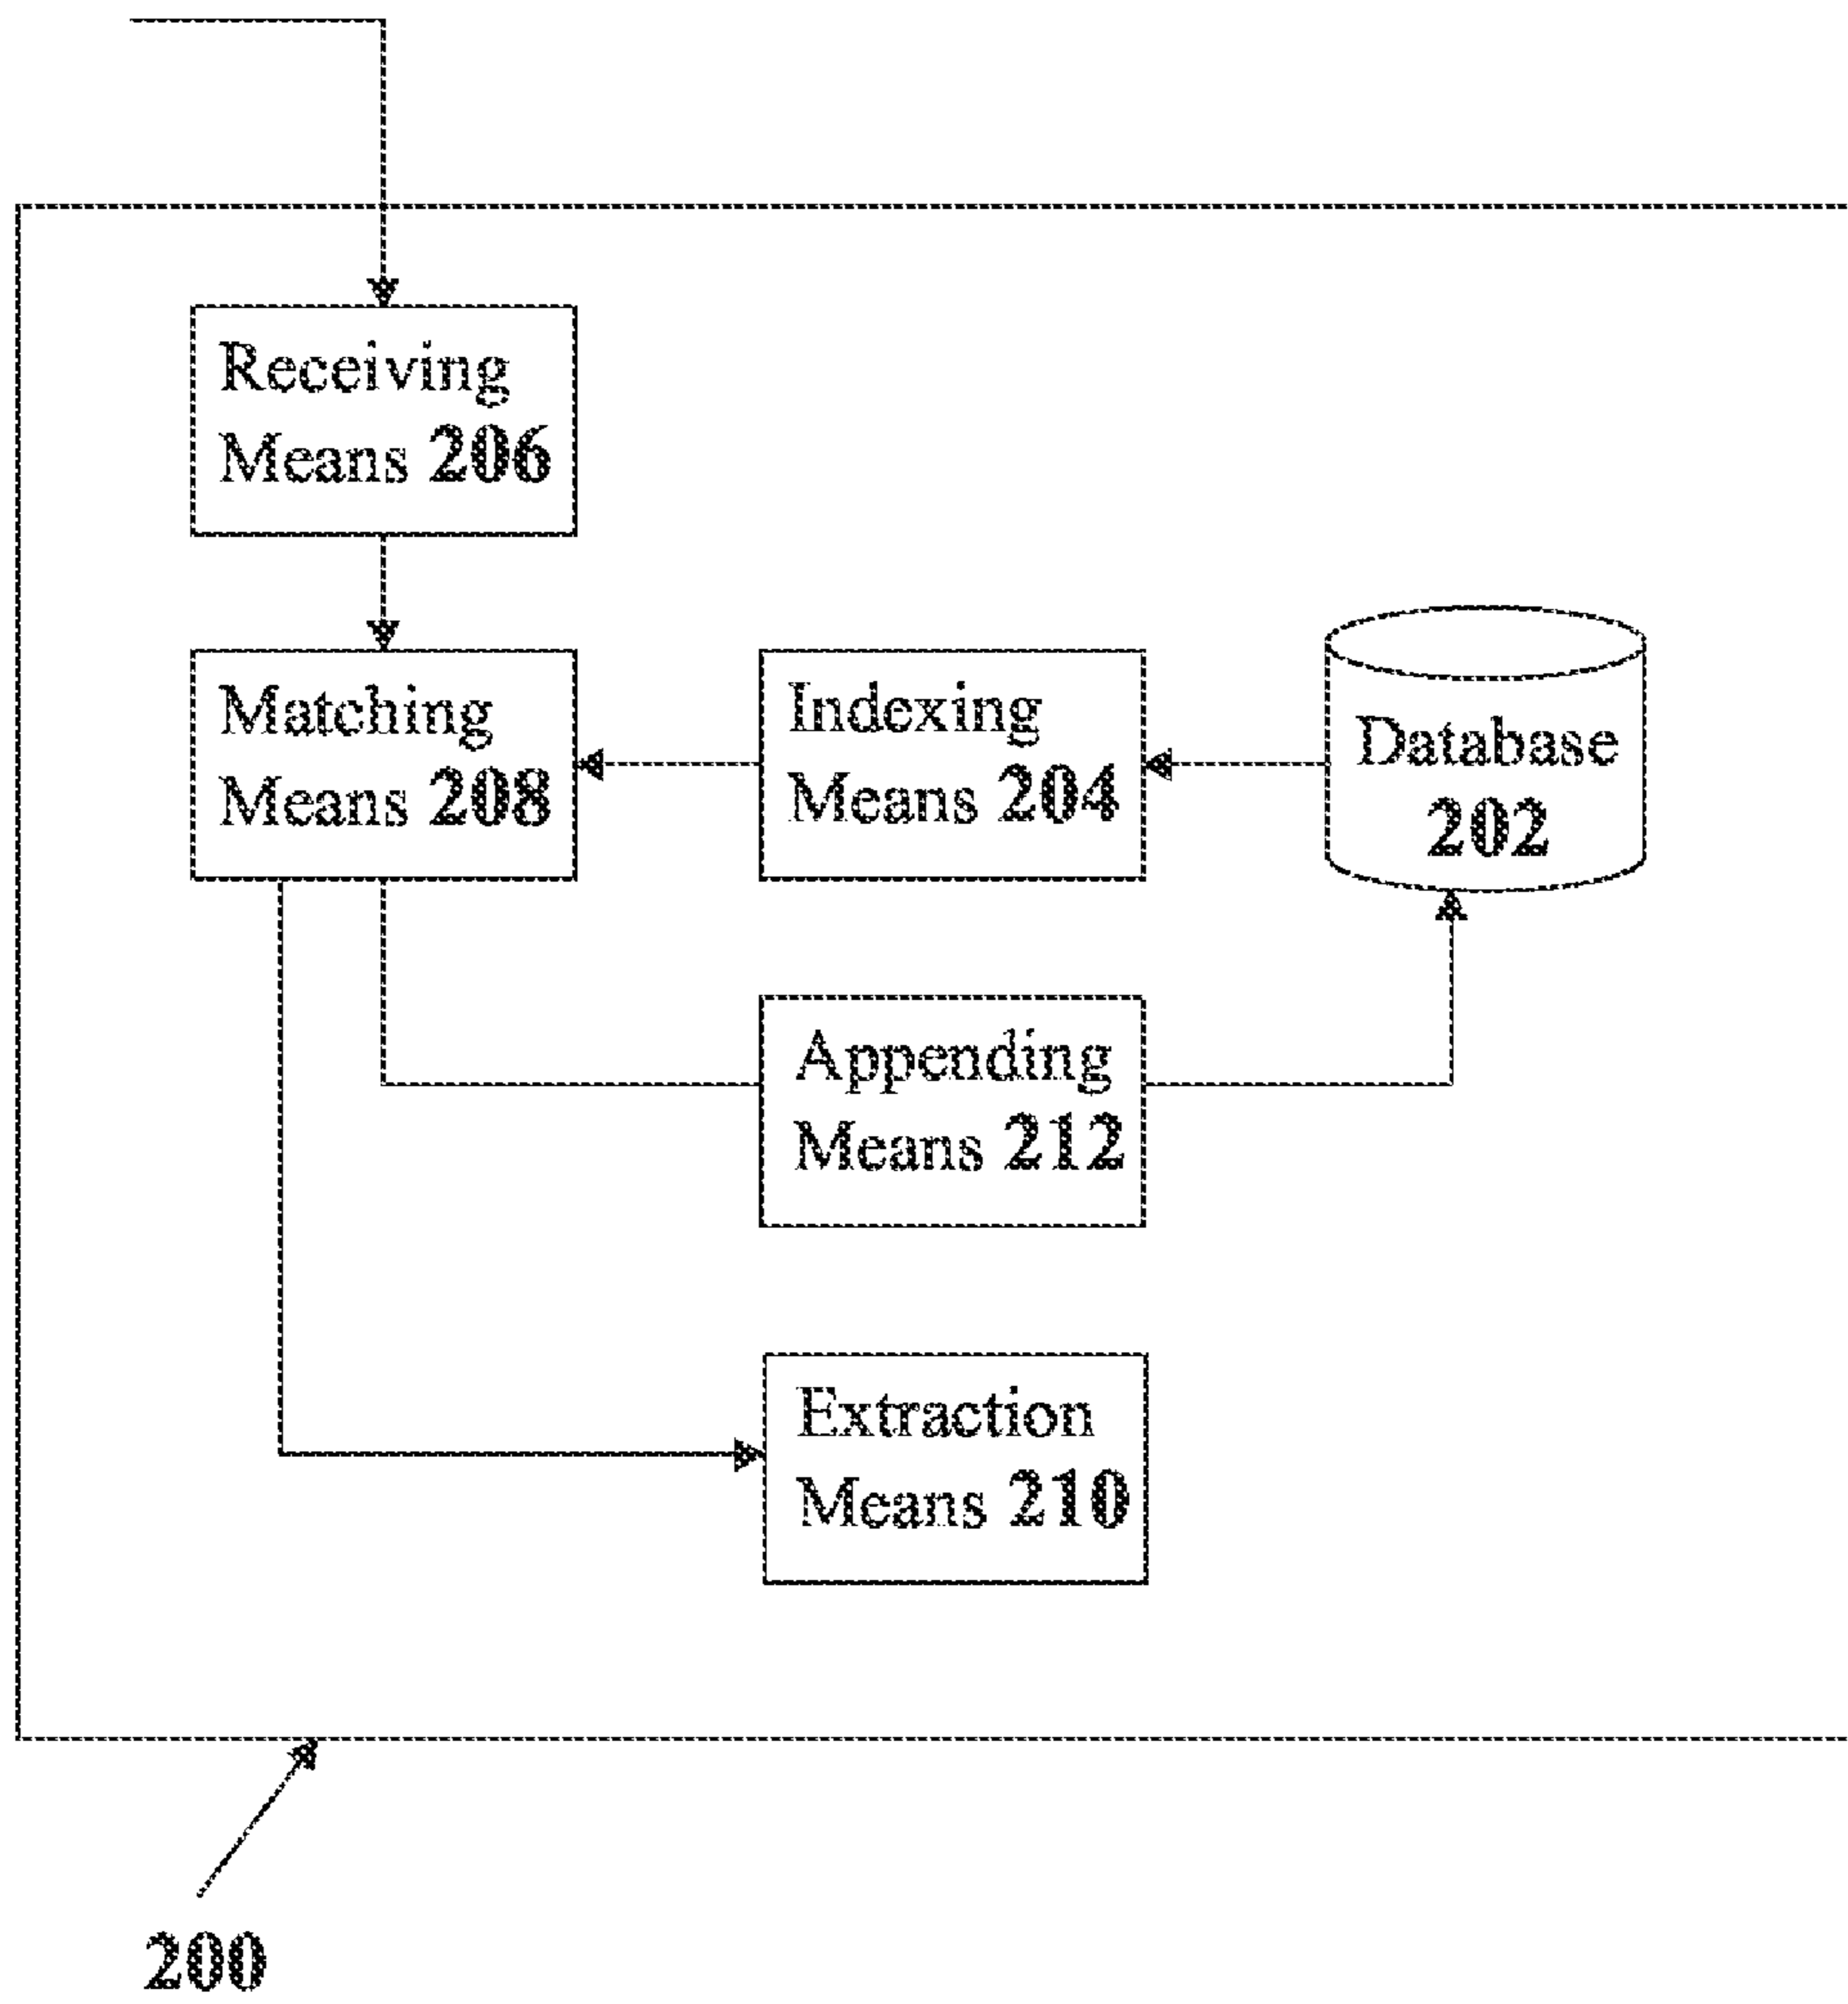 Receiving
Means 206
Matching
Means 208
Indexing
Means 204
Database
202
Appending
Means 212
Extraction
Means 210
200